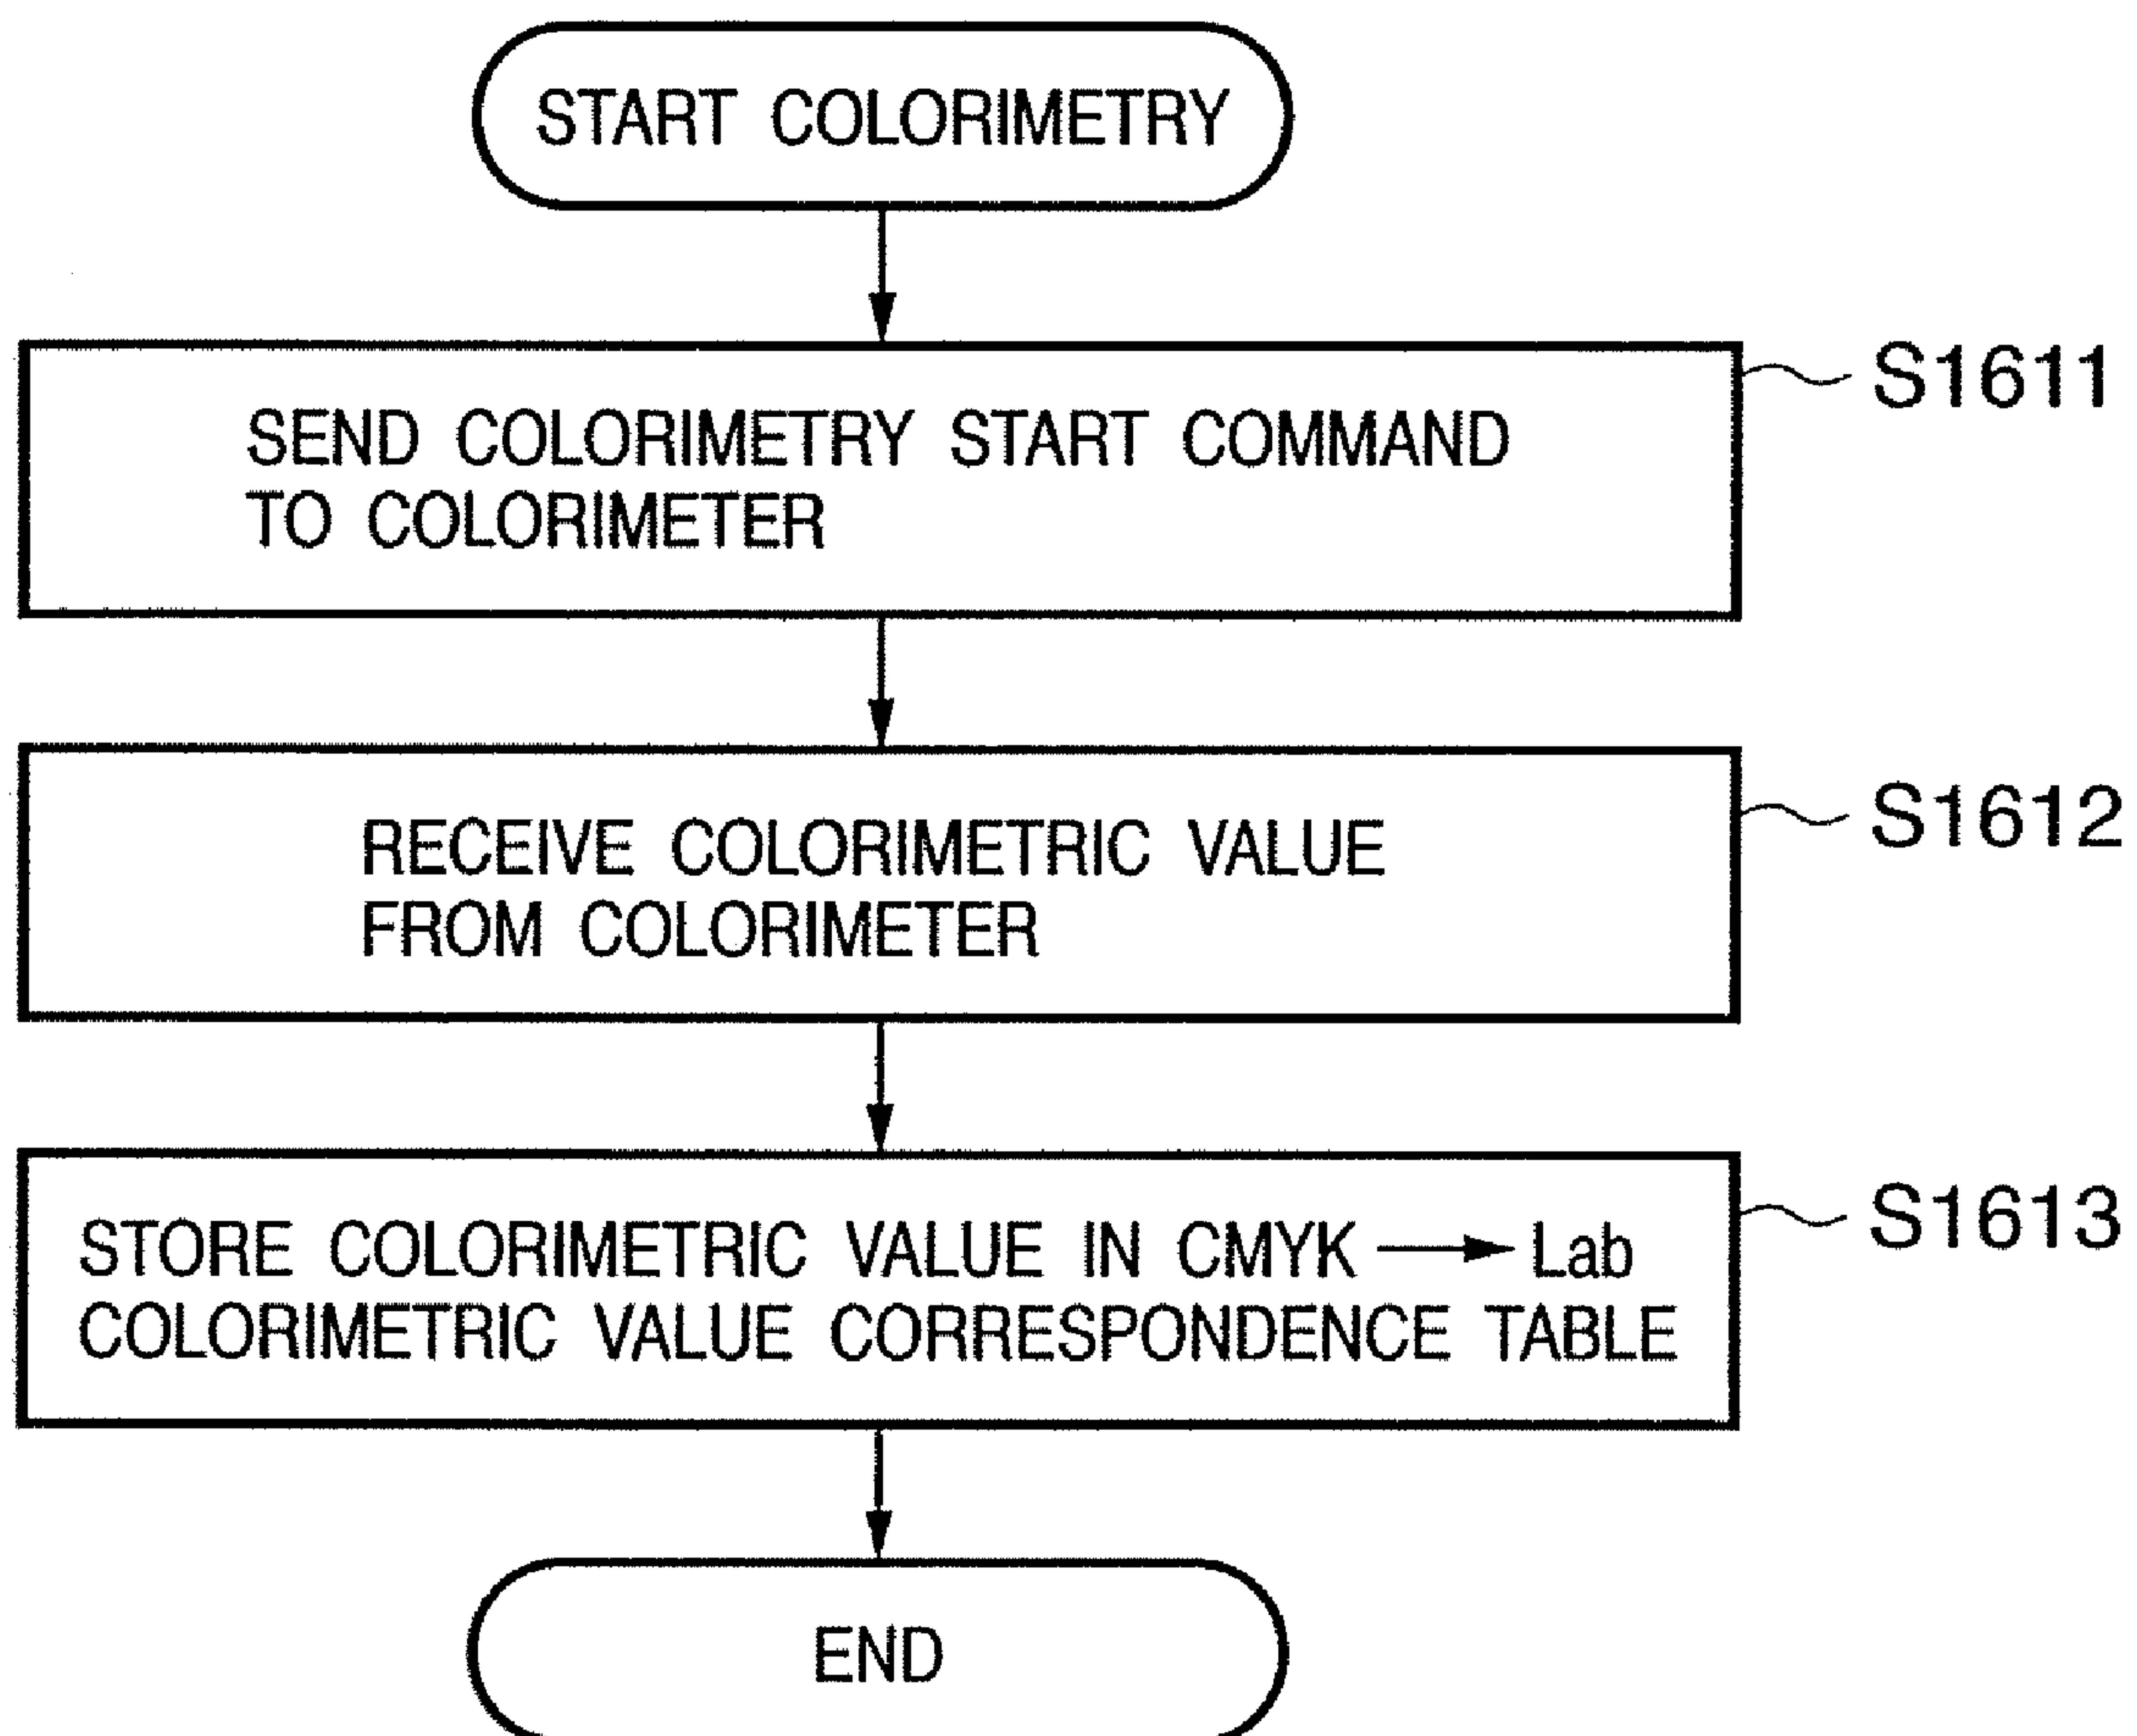 START COLORIMETRY
S1611
SEND COLORIMETRY START COMMAND
TO COLORIMETER
S1612
RECEIVE COLORIMETRIC VALUE
FROM COLORIMETER
S1613
STORE COLORIMETRIC VALUE IN CMYK → Lab
COLORIMETRIC VALUE CORRESPONDENCE TABLE
END